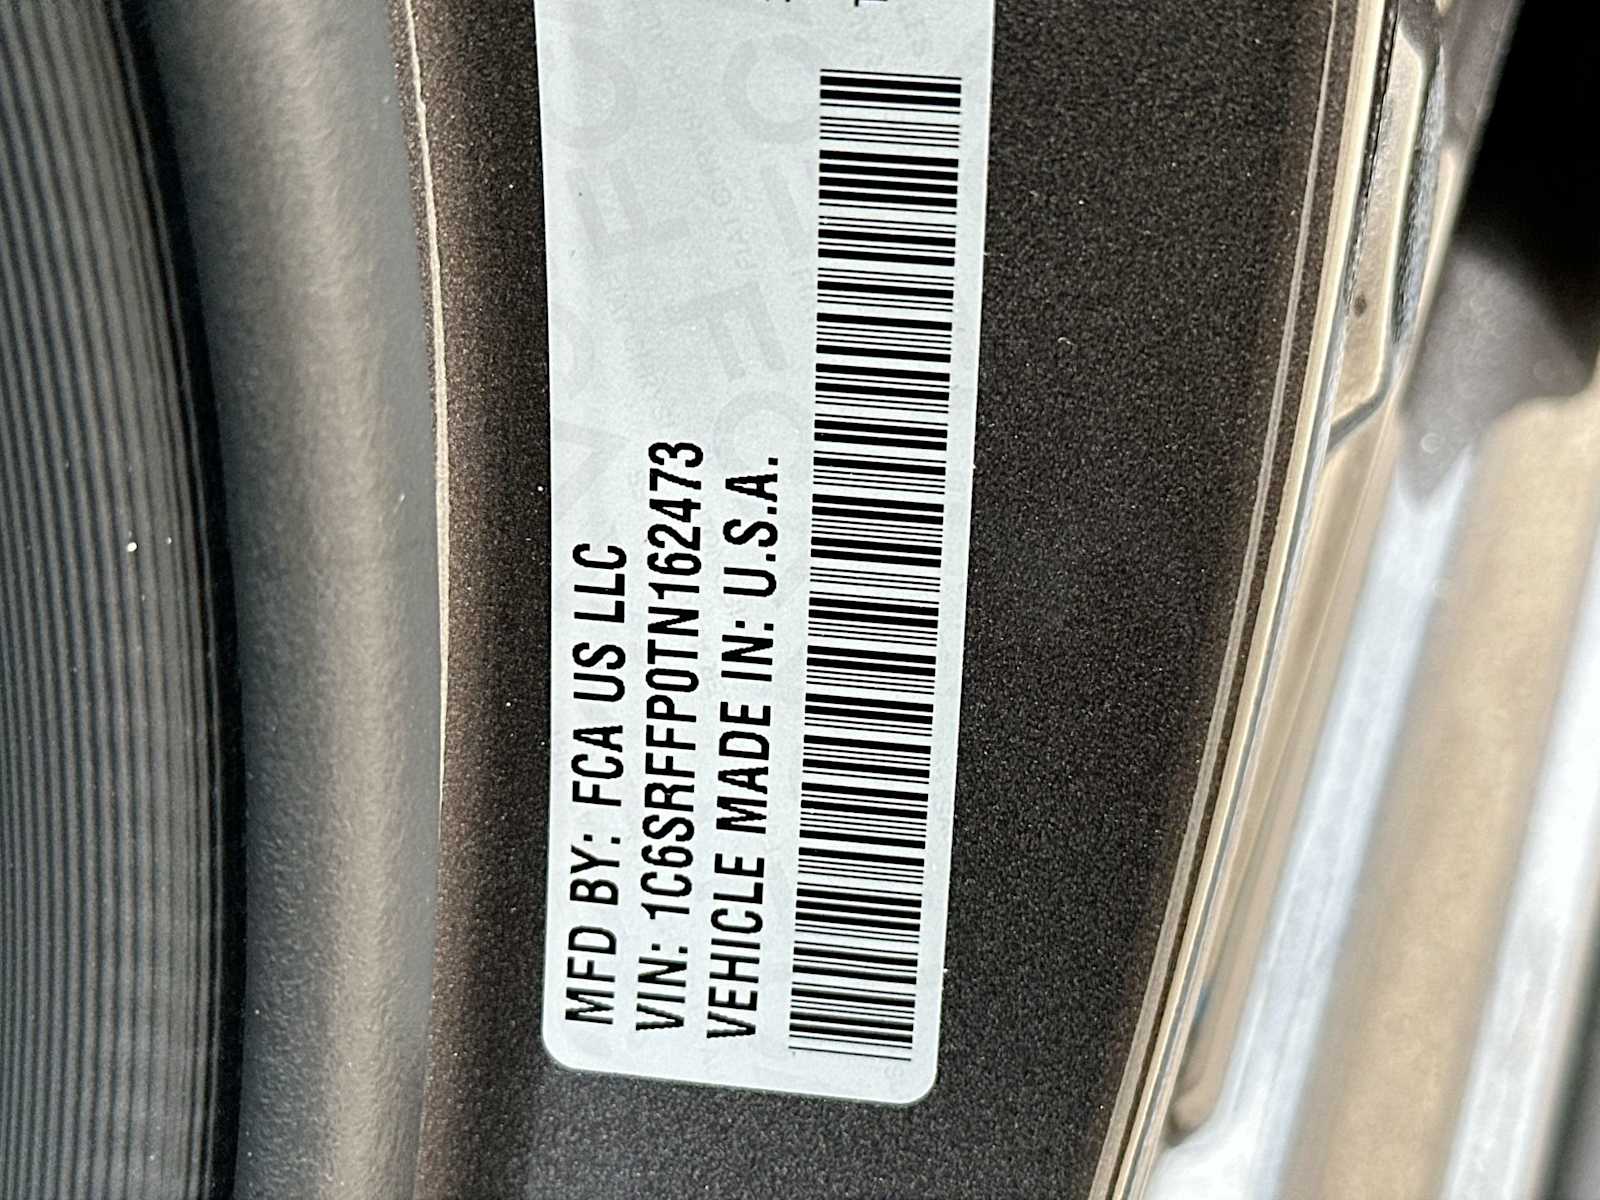 MFD BY: FCA US LLC
VIN: 1C6SRFFP0TN162473
VEHICLE MADE IN: U.S.A.